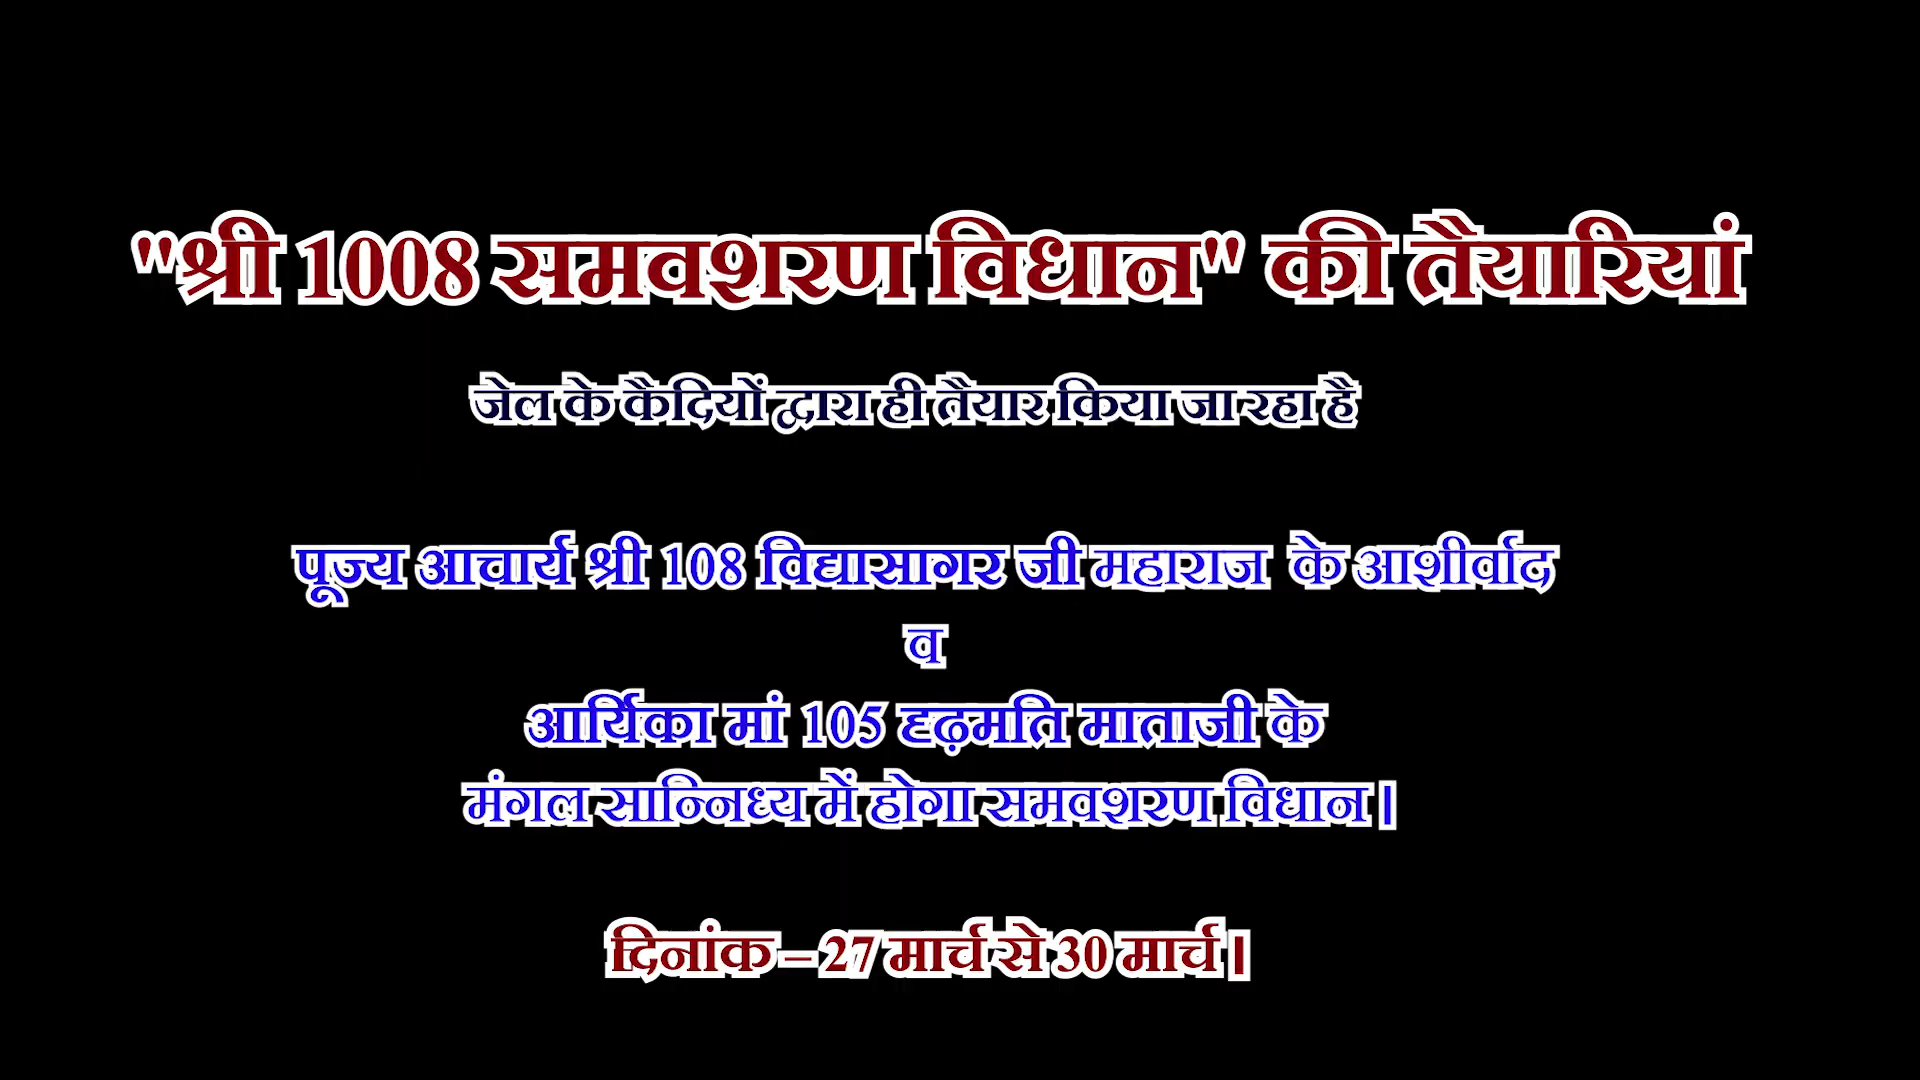 "श्री 1008 समवशरण विधान" की तैयारियां
जेल के कैदियों द्वारा ही तैयार किया जा रहा है
पूज्य आचार्य श्री 108 विद्यासागर जी महाराज के आशीर्वाद
व
आर्यिका मां 105 दृढ़मति माताजी के
मंगल सान्निध्य में होगा समवशरण विधान।
दिनांक – 27 मार्च से 30 मार्च।